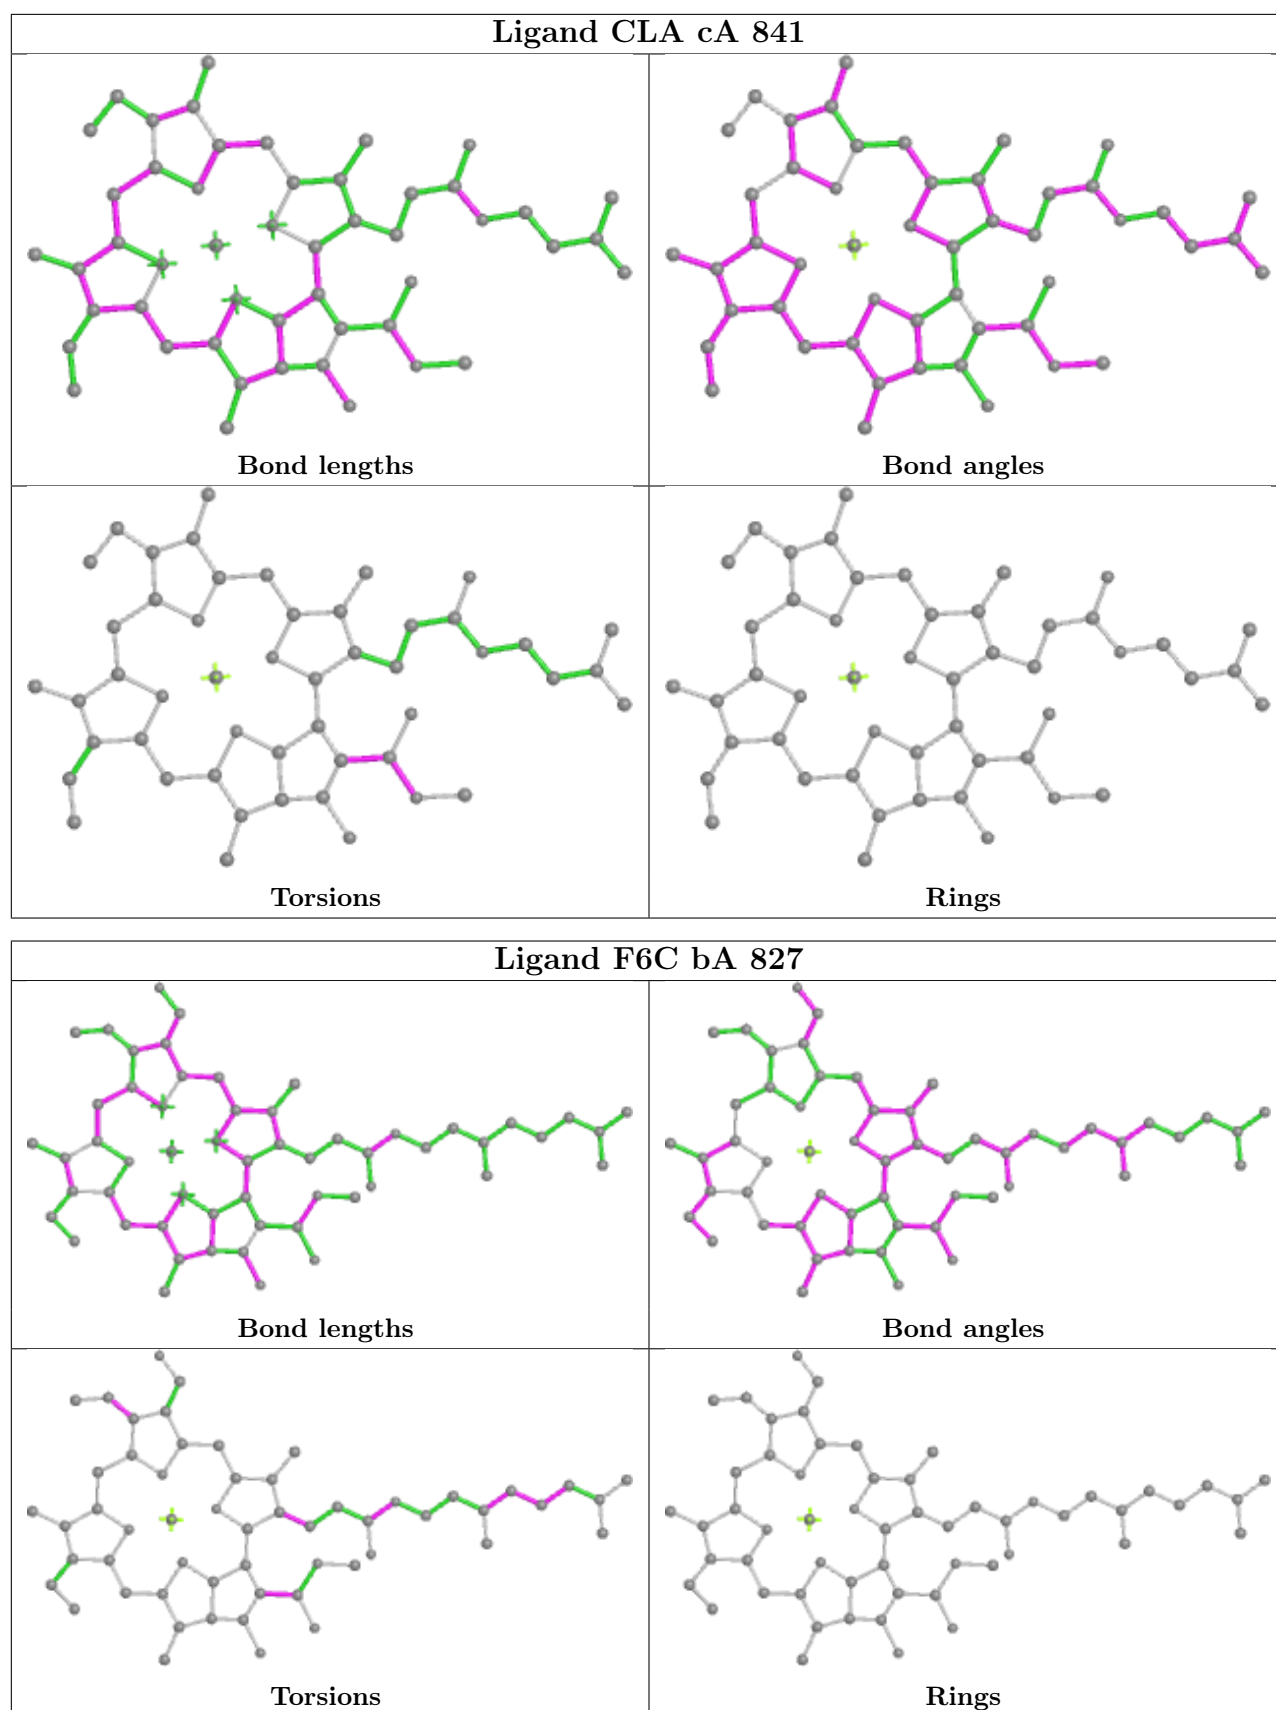 Ligand CLA cA 841
Bond lengths
Bond angles
Torsions
Rings
Ligand F6C bA 827
Bond lengths
Bond angles
Torsions
Rings